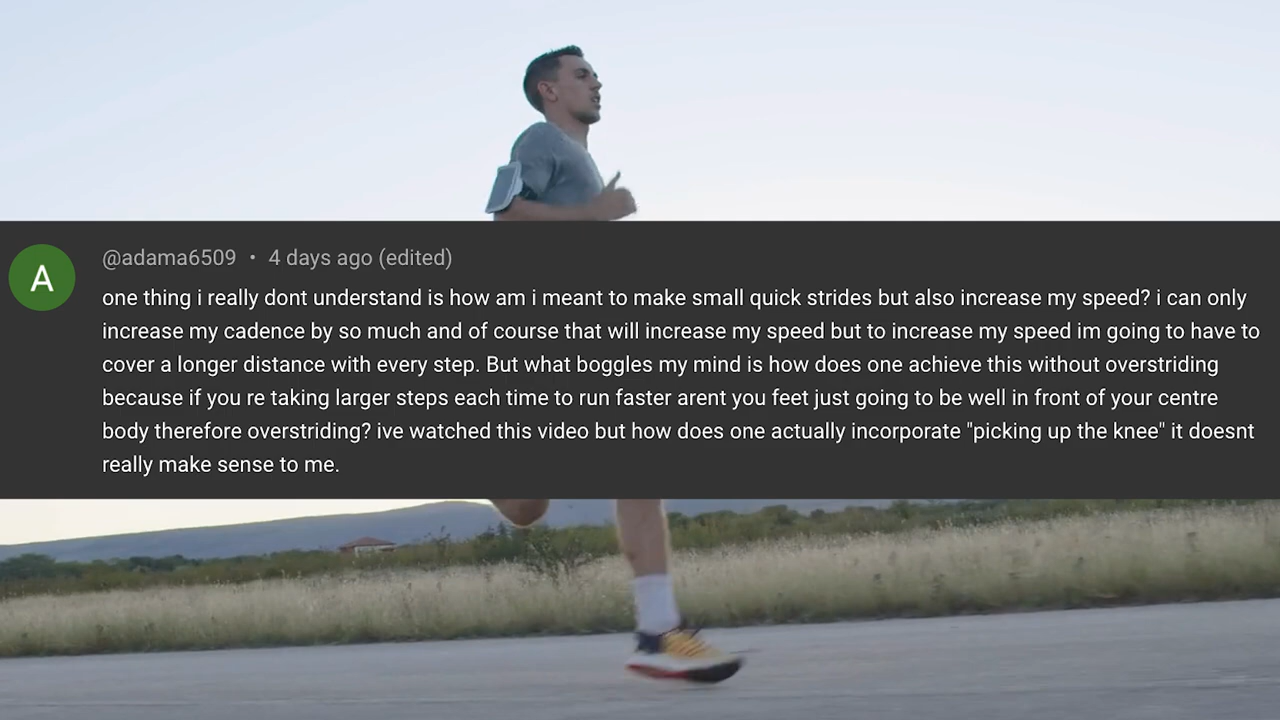 A
@adama6509 • 4 days ago (edited)
one thing i really dont understand is how am i meant to make small quick strides but also increase my speed? i can only
increase my cadence by so much and of course that will increase my speed but to increase my speed im going to have to
cover a longer distance with every step. But what boggles my mind is how does one achieve this without overstriding
because if you re taking larger steps each time to run faster arent you feet just going to be well in front of your centre
body therefore overstriding? ive watched this video but how does one actually incorporate "picking up the knee" it doesnt
really make sense to me.